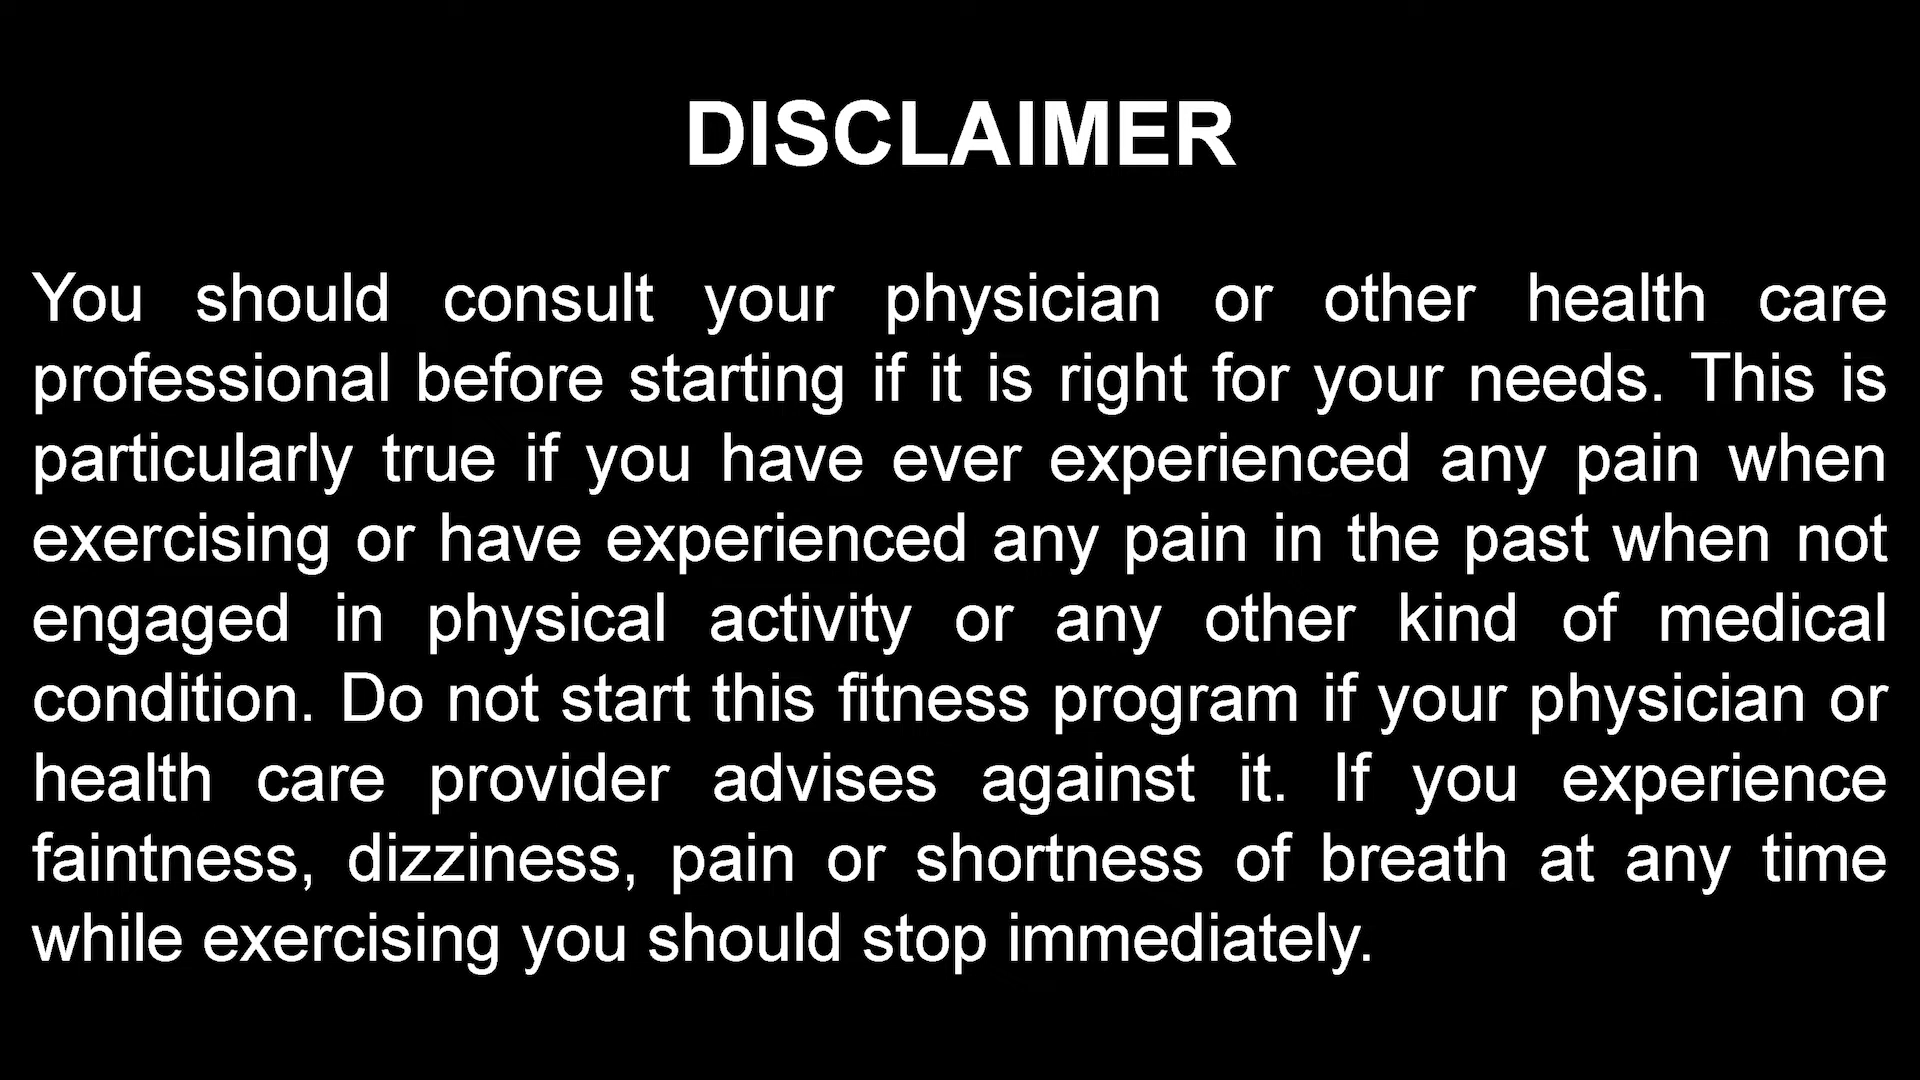 DISCLAIMER
You should consult your physician or other health care
professional before starting if it is right for your needs. This is
particularly true if you have ever experienced any pain when
exercising or have experienced any pain in the past when not
engaged in physical activity or any other kind of medical
condition. Do not start this fitness program if your physician or
health care provider advises against it. If you experience
faintness, dizziness, pain or shortness of breath at any time
while exercising you should stop immediately.